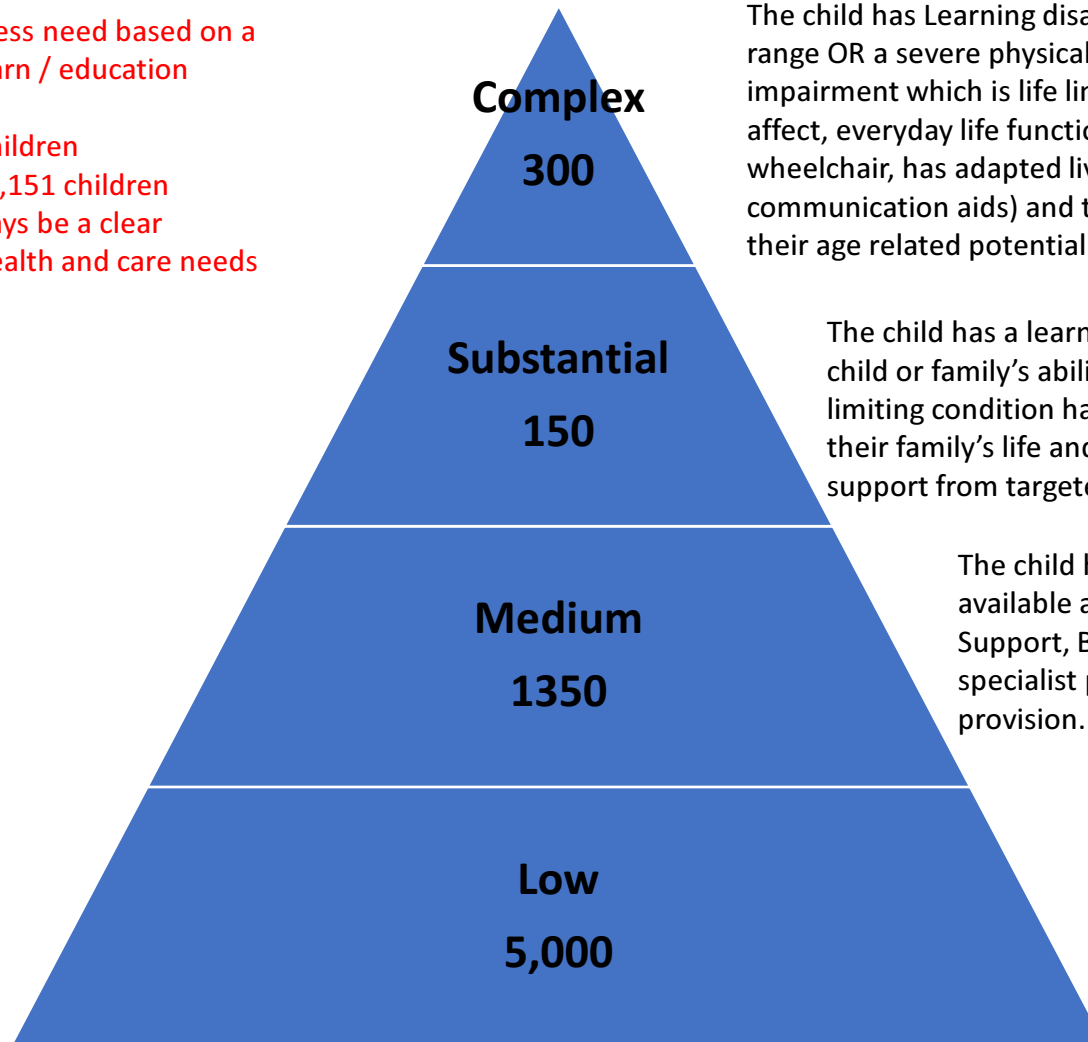 ess need based on a
arn / education
ildren
,151 children
ys be a clear
ealth and care needs
Complex
300
The child has Learning disa
range OR a severe physical
impairment which is life lim
affect, everyday life functio
wheelchair, has adapted liv
communication aids) and t
their age related potential
Substantial
150
The child has a learn
child or family’s abili
limiting condition ha
their family’s life and
support from targete
Medium
1350
The child h
available a
Support, B
specialist p
provision.
Low
5,000